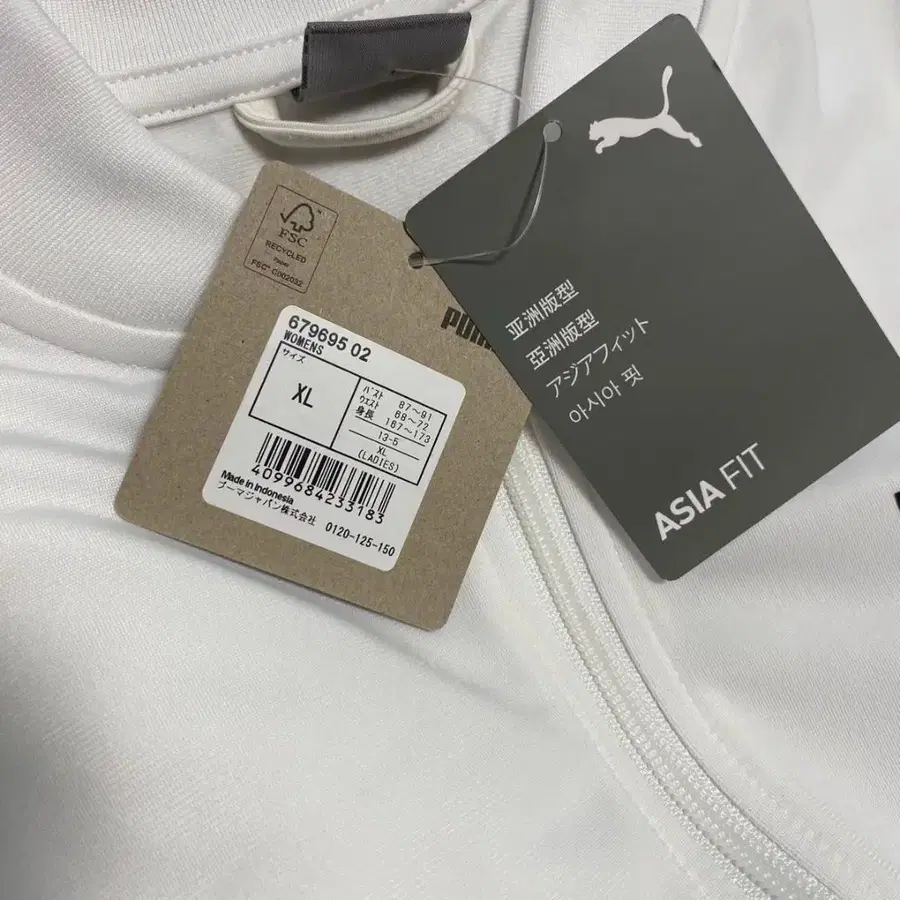 FSC
RECYCLED
Paper
FSC® C002032
PUMA
679695 02
WOMENS
サイズ
XL
バスト 87～91
ウエスト 68～72
身長 167～173
13-5
XL
(LADIES)
4099684233183
Made in Indonesia
プーマジャパン株式会社 0120-125-150
亚洲版型
亞洲版型
アジアフィット
아시아 핏
ASIA FIT